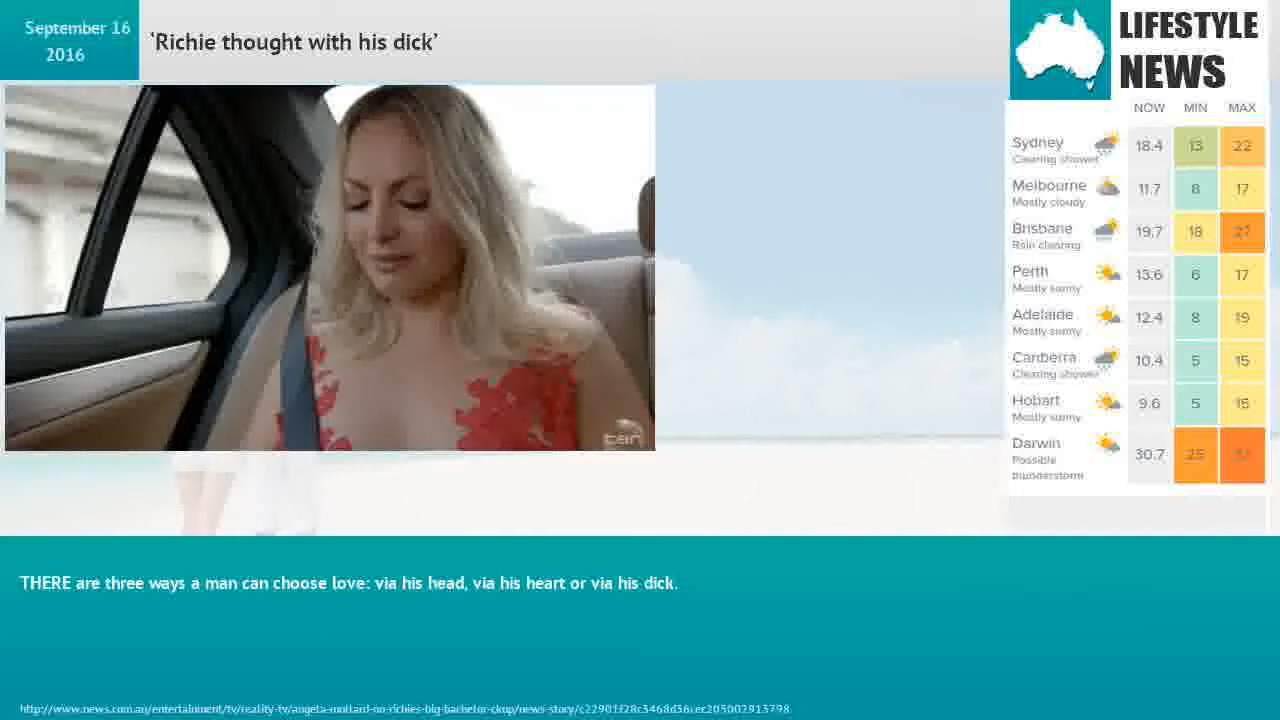 September 16
2016
‘Richie thought with his dick’
LIFESTYLE
NEWS
NOW MIN MAX
Sydney
Clearing shower
18.4 13 22
Melbourne
Mostly cloudy
11.7 8 17
Brisbane
Rain clearing
19.7 18 27
Perth
Mostly sunny
13.6 6 17
Adelaide
Mostly sunny
12.4 8 19
Canberra
Clearing shower
10.4 5 15
Hobart
Mostly sunny
9.6 5 15
Darwin
Possible
thunderstorm
30.7 25
ten
THERE are three ways a man can choose love: via his head, via his heart or via his dick.